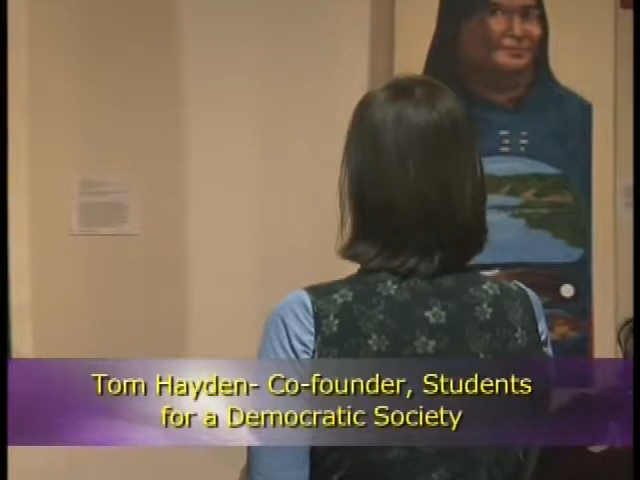 Tom Hayden- Co-founder, Students
for a Democratic Society